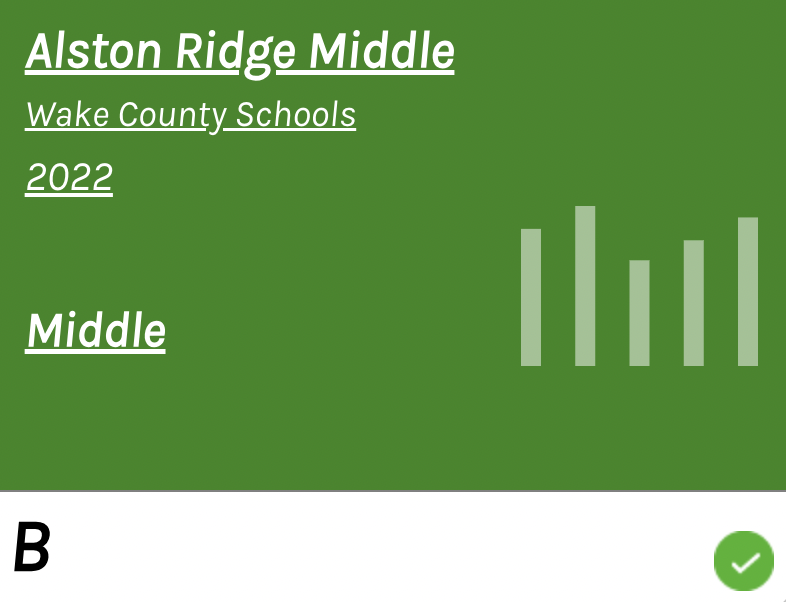 Alston Ridge Middle
Wake County Schools
2022
Middle
B